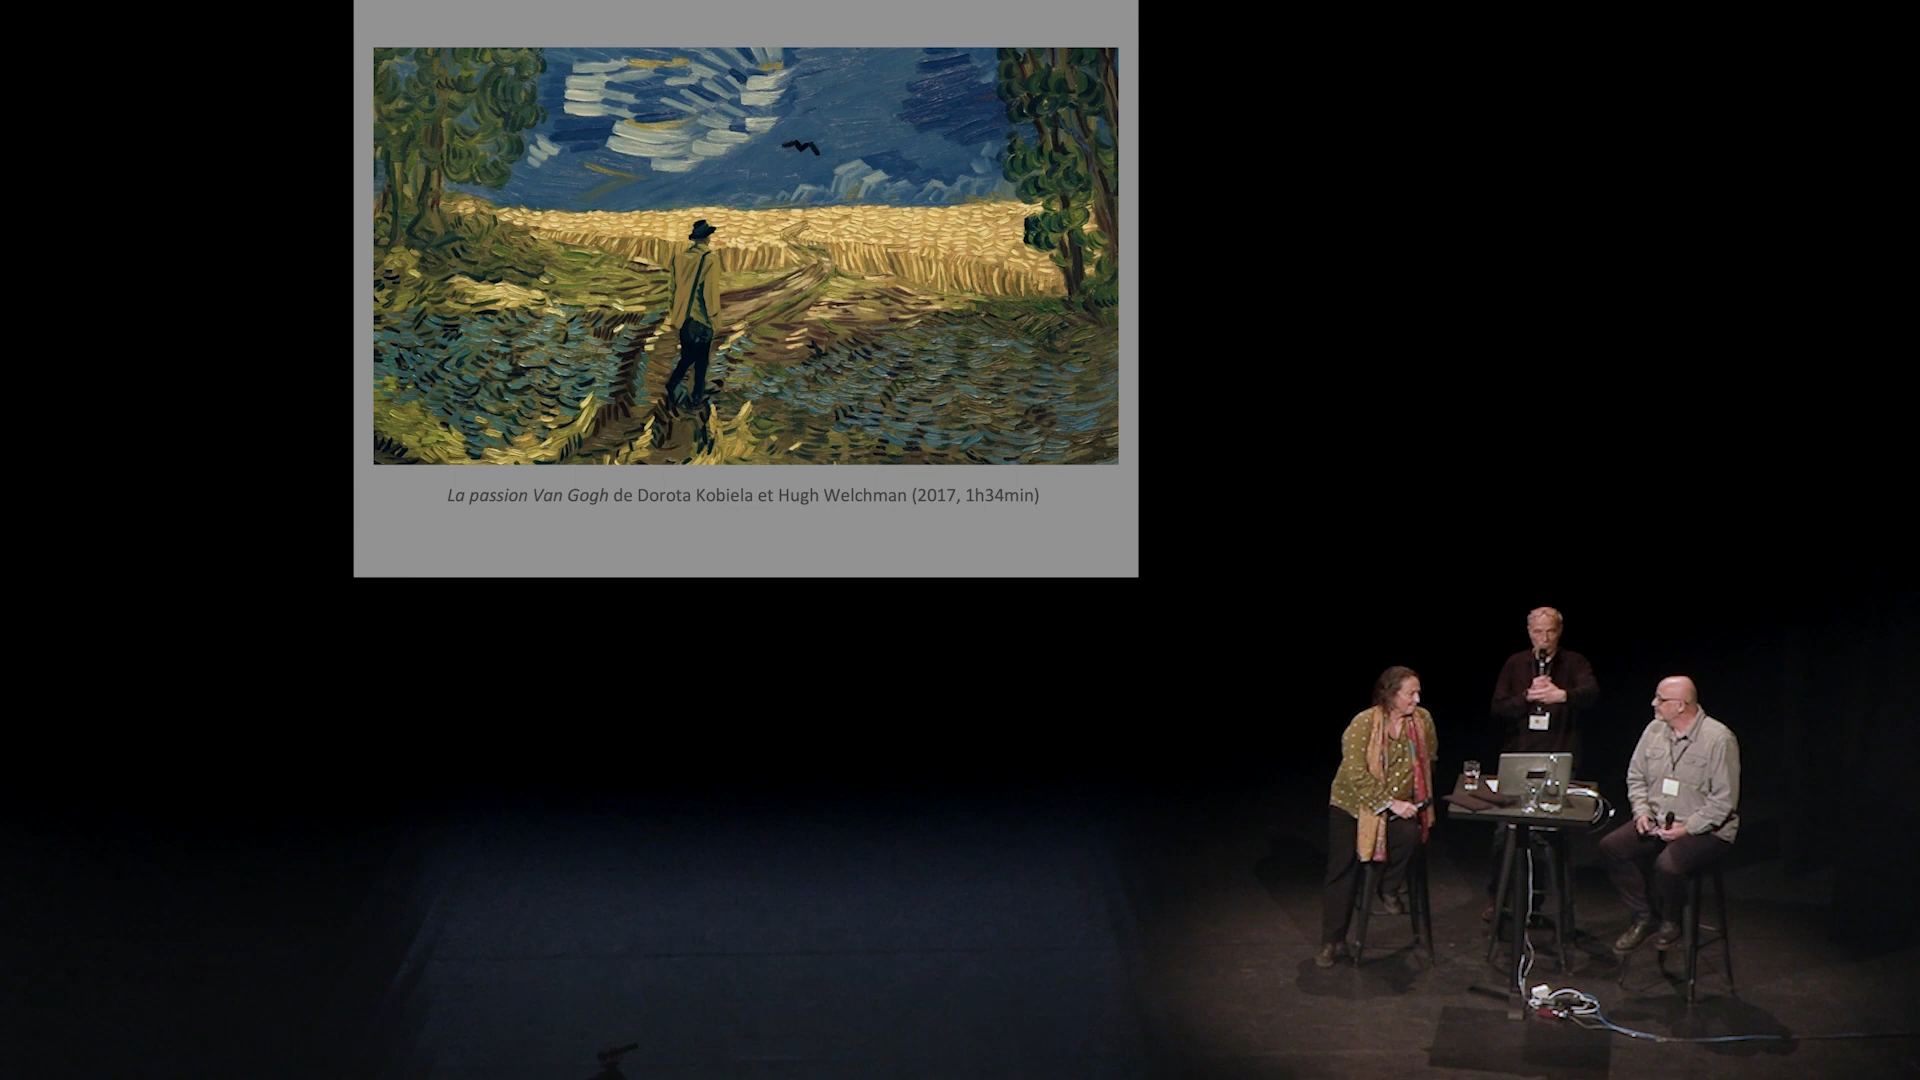 La passion Van Gogh de Dorota Kobiela et Hugh Welchman (2017, 1h34min)